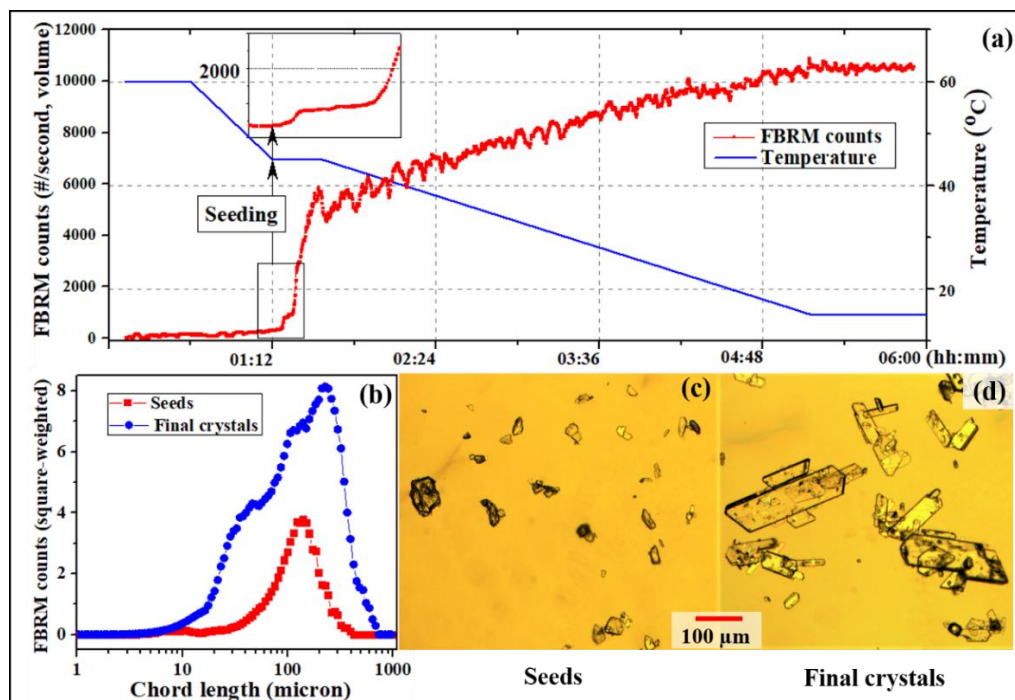 (a)
FBRM counts (#/second, volume)
12000
10000
8000
6000
4000
2000
0
2000
Seeding
FBRM counts
Temperature
60
40
20
Temperature (°C)
01:12 02:24 03:36 04:48 06:00 (hh:mm)
(b)
FBRM counts (square-weighted)
8
6
4
2
0
Seeds
Final crystals
1 10 100 1000
Chord length (micron)
(c)
(d)
100 µm
Seeds
Final crystals